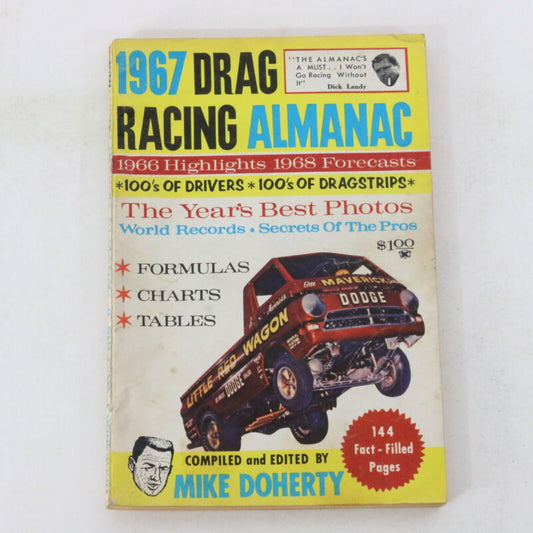 1967 DRAG
RACING ALMANAC
"THE ALMANAC'S
A MUST... I Won't
Go Racing Without
It"
Dick Landy
1966 Highlights 1968 Forecasts
*100's OF DRIVERS * 100's OF DRAGSTRIPS*
The Year's Best Photos
World Records • Secrets Of The Pros
$1.00
* FORMULAS
* CHARTS
* TABLES
MAVERICK
DODGE
LITTLE RED WAGON
DODGE
144
Fact - Filled
Pages
COMPILED and EDITED BY
MIKE DOHERTY